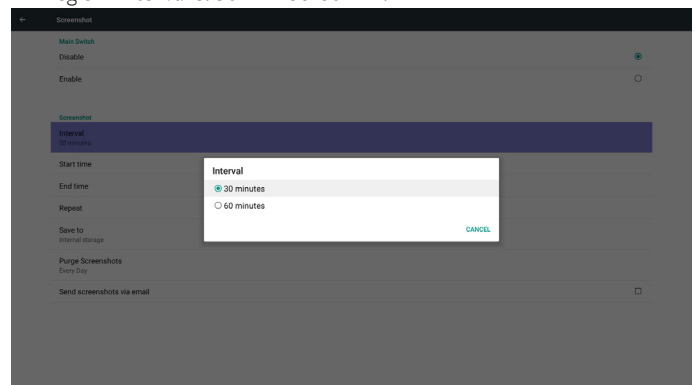 Screenshot
Main Switch
Disable
Enable
Screenshot
Interval
30 minutes
Start time
End time
Repeat
Save to
Internal storage
Purge Screenshots
Every Day
Send screenshots via email
Interval
30 minutes
60 minutes
CANCEL